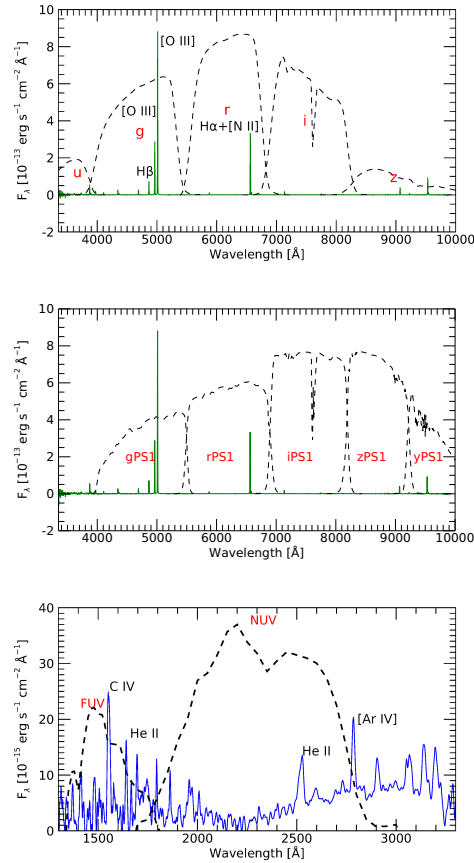 10
8
6
4
2
0
-2
F_λ [10⁻¹³ erg s⁻¹ cm⁻² Å⁻¹]
[O III]
[O III]
g
r
Hα+[N II]
i
u
Hβ
z
4000 5000 6000 7000 8000 9000 10000
Wavelength [Å]
10
8
6
4
2
0
-2
F_λ [10⁻¹³ erg s⁻¹ cm⁻² Å⁻¹]
gPS1 rPS1 iPS1 zPS1 yPS1
4000 5000 6000 7000 8000 9000 10000
Wavelength [Å]
40
30
20
10
0
F_λ [10⁻¹⁵ erg s⁻¹ cm⁻² Å⁻¹]
NUV
C IV
FUV
He II
[Ar IV]
He II
1500 2000 2500 3000
Wavelength [Å]